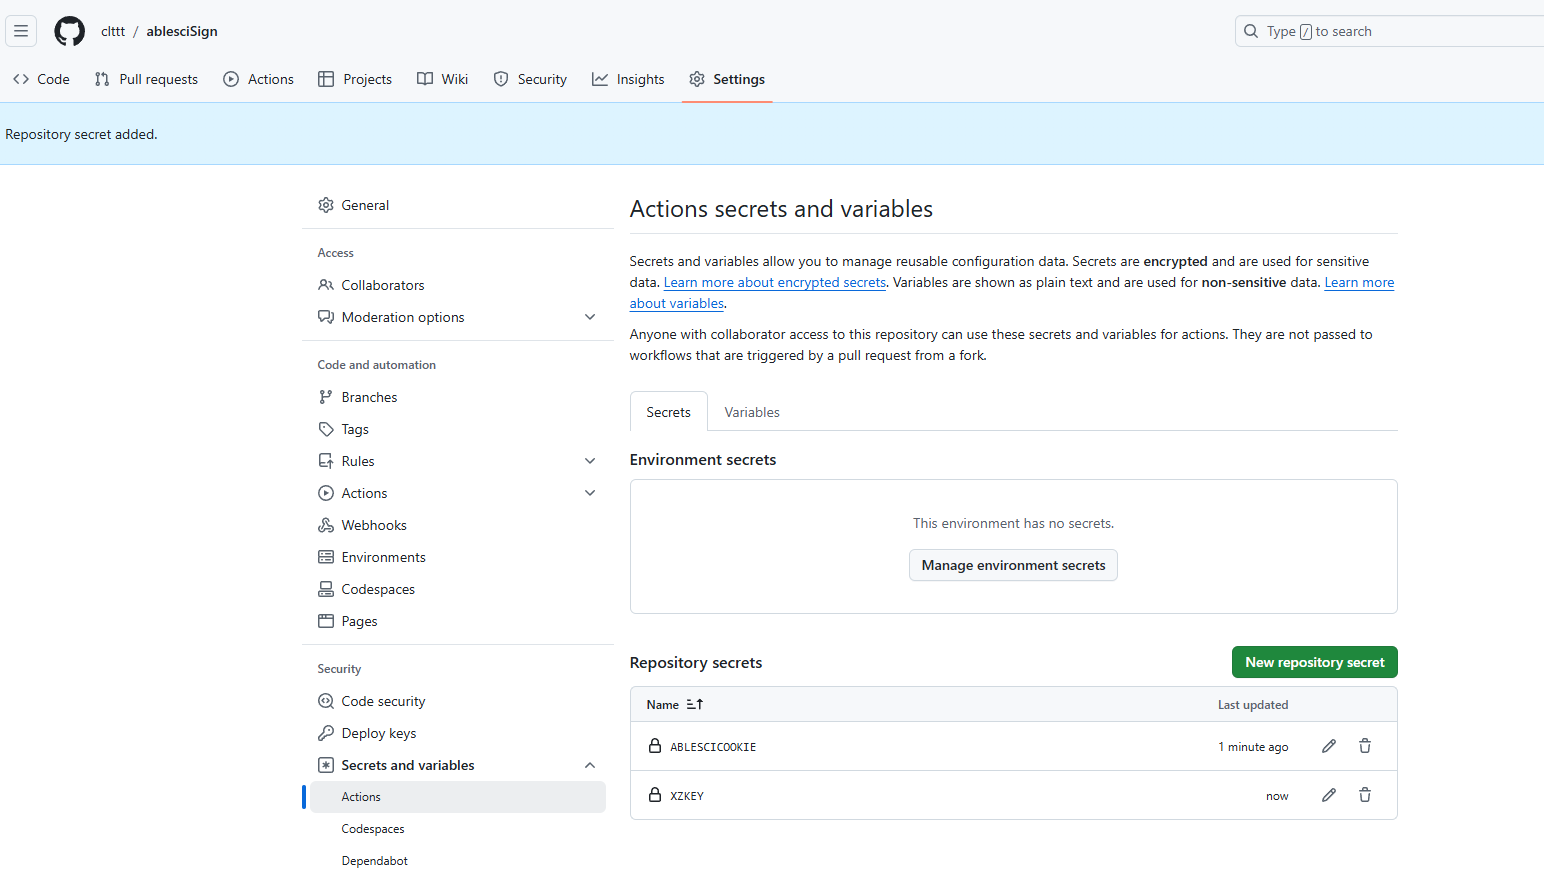 clttt / ablesciSign
Type / to search
Code Pull requests Actions Projects Wiki Security Insights Settings
Repository secret added.
General
Access
Collaborators
Moderation options
Code and automation
Branches
Tags
Rules
Actions
Webhooks
Environments
Codespaces
Pages
Security
Code security
Deploy keys
Secrets and variables
Actions
Codespaces
Dependabot
Actions secrets and variables
Secrets and variables allow you to manage reusable configuration data. Secrets are encrypted and are used for sensitive
data. Learn more about encrypted secrets. Variables are shown as plain text and are used for non-sensitive data. Learn more
about variables.
Anyone with collaborator access to this repository can use these secrets and variables for actions. They are not passed to
workflows that are triggered by a pull request from a fork.
Secrets Variables
Environment secrets
This environment has no secrets.
Manage environment secrets
Repository secrets
New repository secret
Name Last updated
ABLESCICOOKIE 1 minute ago
XZKEY now